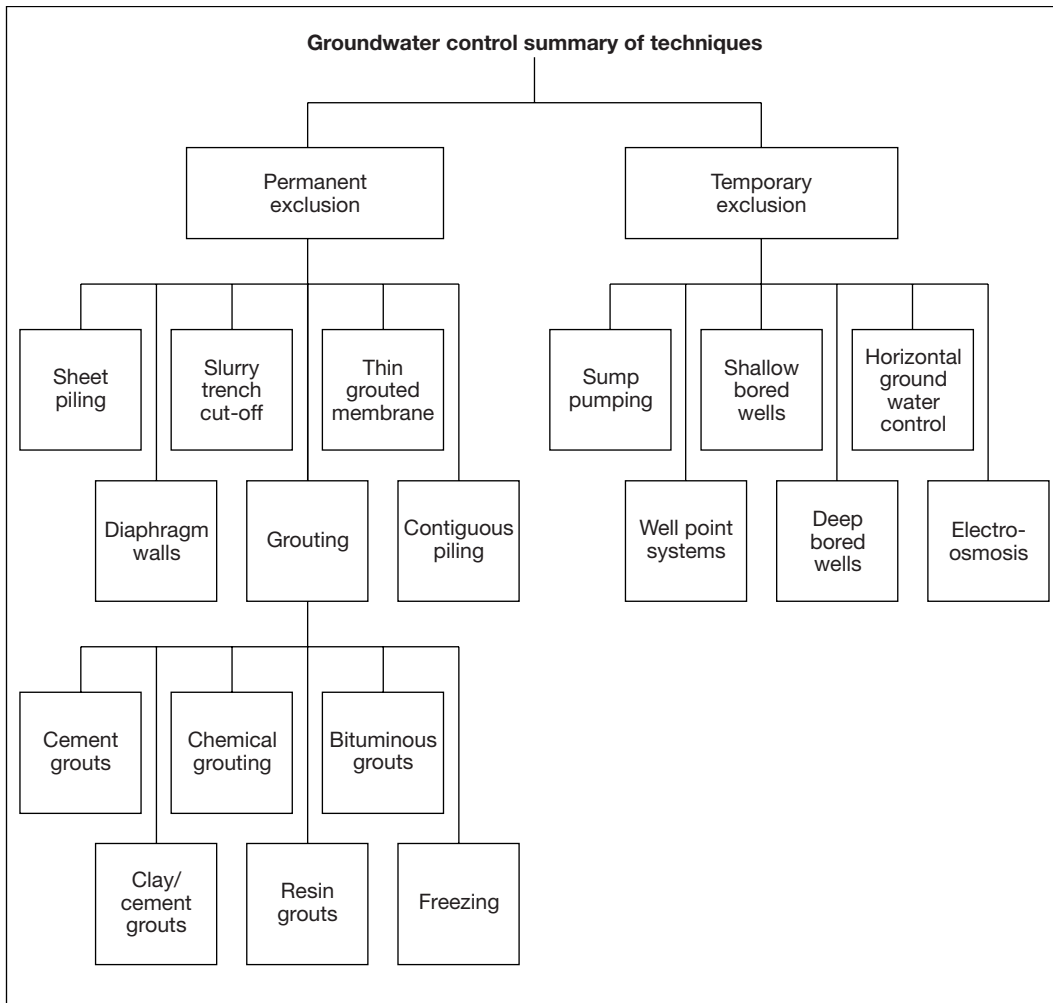 Groundwater control summary of techniques
Permanent
exclusion
Temporary
exclusion
Sheet
piling
Slurry
trench
cut-off
Thin
grouted
membrane
Sump
pumping
Shallow
bored
wells
Horizontal
ground
water
control
Diaphragm
walls
Grouting
Contiguous
piling
Well point
systems
Deep
bored
wells
Electro-
osmosis
Cement
grouts
Chemical
grouting
Bituminous
grouts
Clay/
cement
grouts
Resin
grouts
Freezing